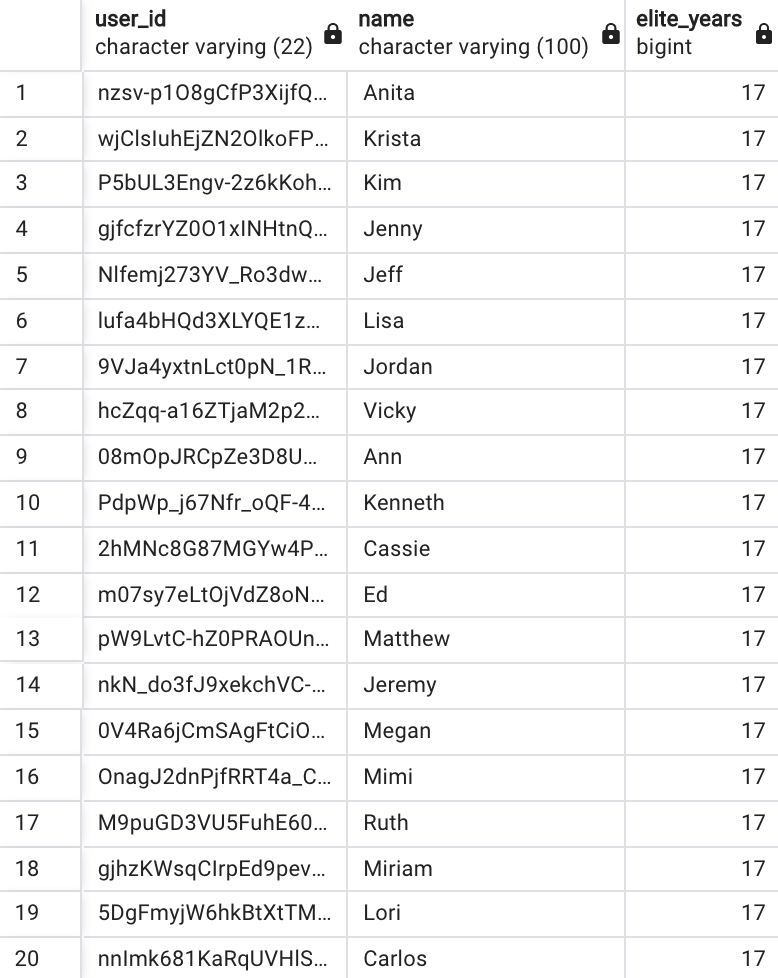 user_id name elite_years
character varying (22) character varying (100) bigint
1 nzsv-p1O8gCfP3XijfQ... Anita 17
2 wjClsIuhEjZN2OlkoFP... Krista 17
3 P5bUL3Engv-2z6kKoh... Kim 17
4 gjfcfzrYZ0O1xINHtnQ... Jenny 17
5 Nlfemj273YV_Ro3dw... Jeff 17
6 lufa4bHQd3XLYQE1z... Lisa 17
7 9VJa4yxtnLct0pN_1R... Jordan 17
8 hcZqq-a16ZTjaM2p2... Vicky 17
9 08mOpJRCpZe3D8U... Ann 17
10 PdpWp_j67Nfr_oQF-4... Kenneth 17
11 2hMNc8G87MGYw4P... Cassie 17
12 m07sy7eLtOjVdZ8oN... Ed 17
13 pW9LvtC-hZ0PRAOUn... Matthew 17
14 nkN_do3fJ9xekchVC-... Jeremy 17
15 0V4Ra6jCmSAgFtCiO... Megan 17
16 OnagJ2dnPjfRRT4a_C... Mimi 17
17 M9puGD3VU5FuhE60... Ruth 17
18 gjhzKWsqCIrpEd9pev... Miriam 17
19 5DgFmyjW6hkBtXtTM... Lori 17
20 nnImk681KaRqUVHlS... Carlos 17